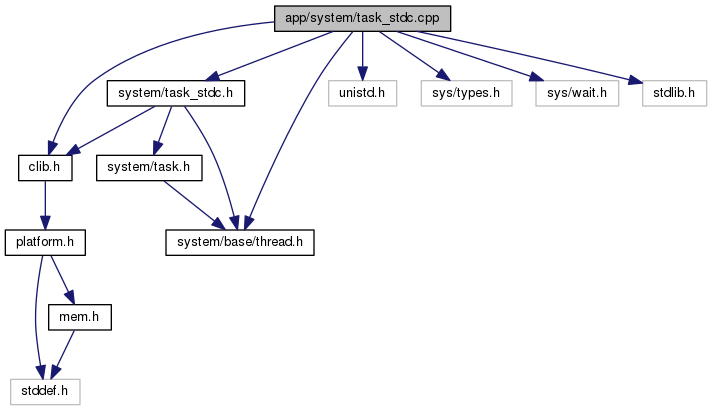 app/system/task_stdc.cpp
system/task_stdc.h
unistd.h
sys/types.h
sys/wait.h
stdlib.h
clib.h
system/task.h
platform.h
system/base/thread.h
mem.h
stddef.h